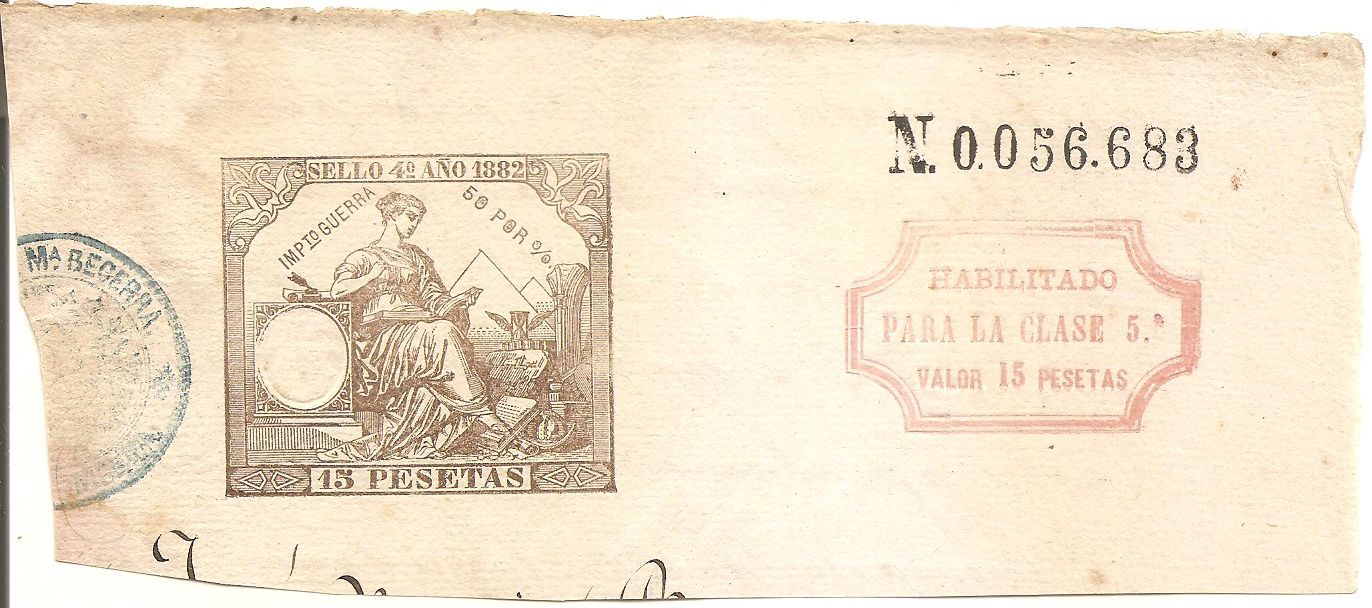 N. 0.056.683
SELLO 4º AÑO 1882
IMPTO GUERRA
50 POR %
15 PESETAS
HABILITADO
PARA LA CLASE 5.ª
VALOR 15 PESETAS
Mª BECERRA